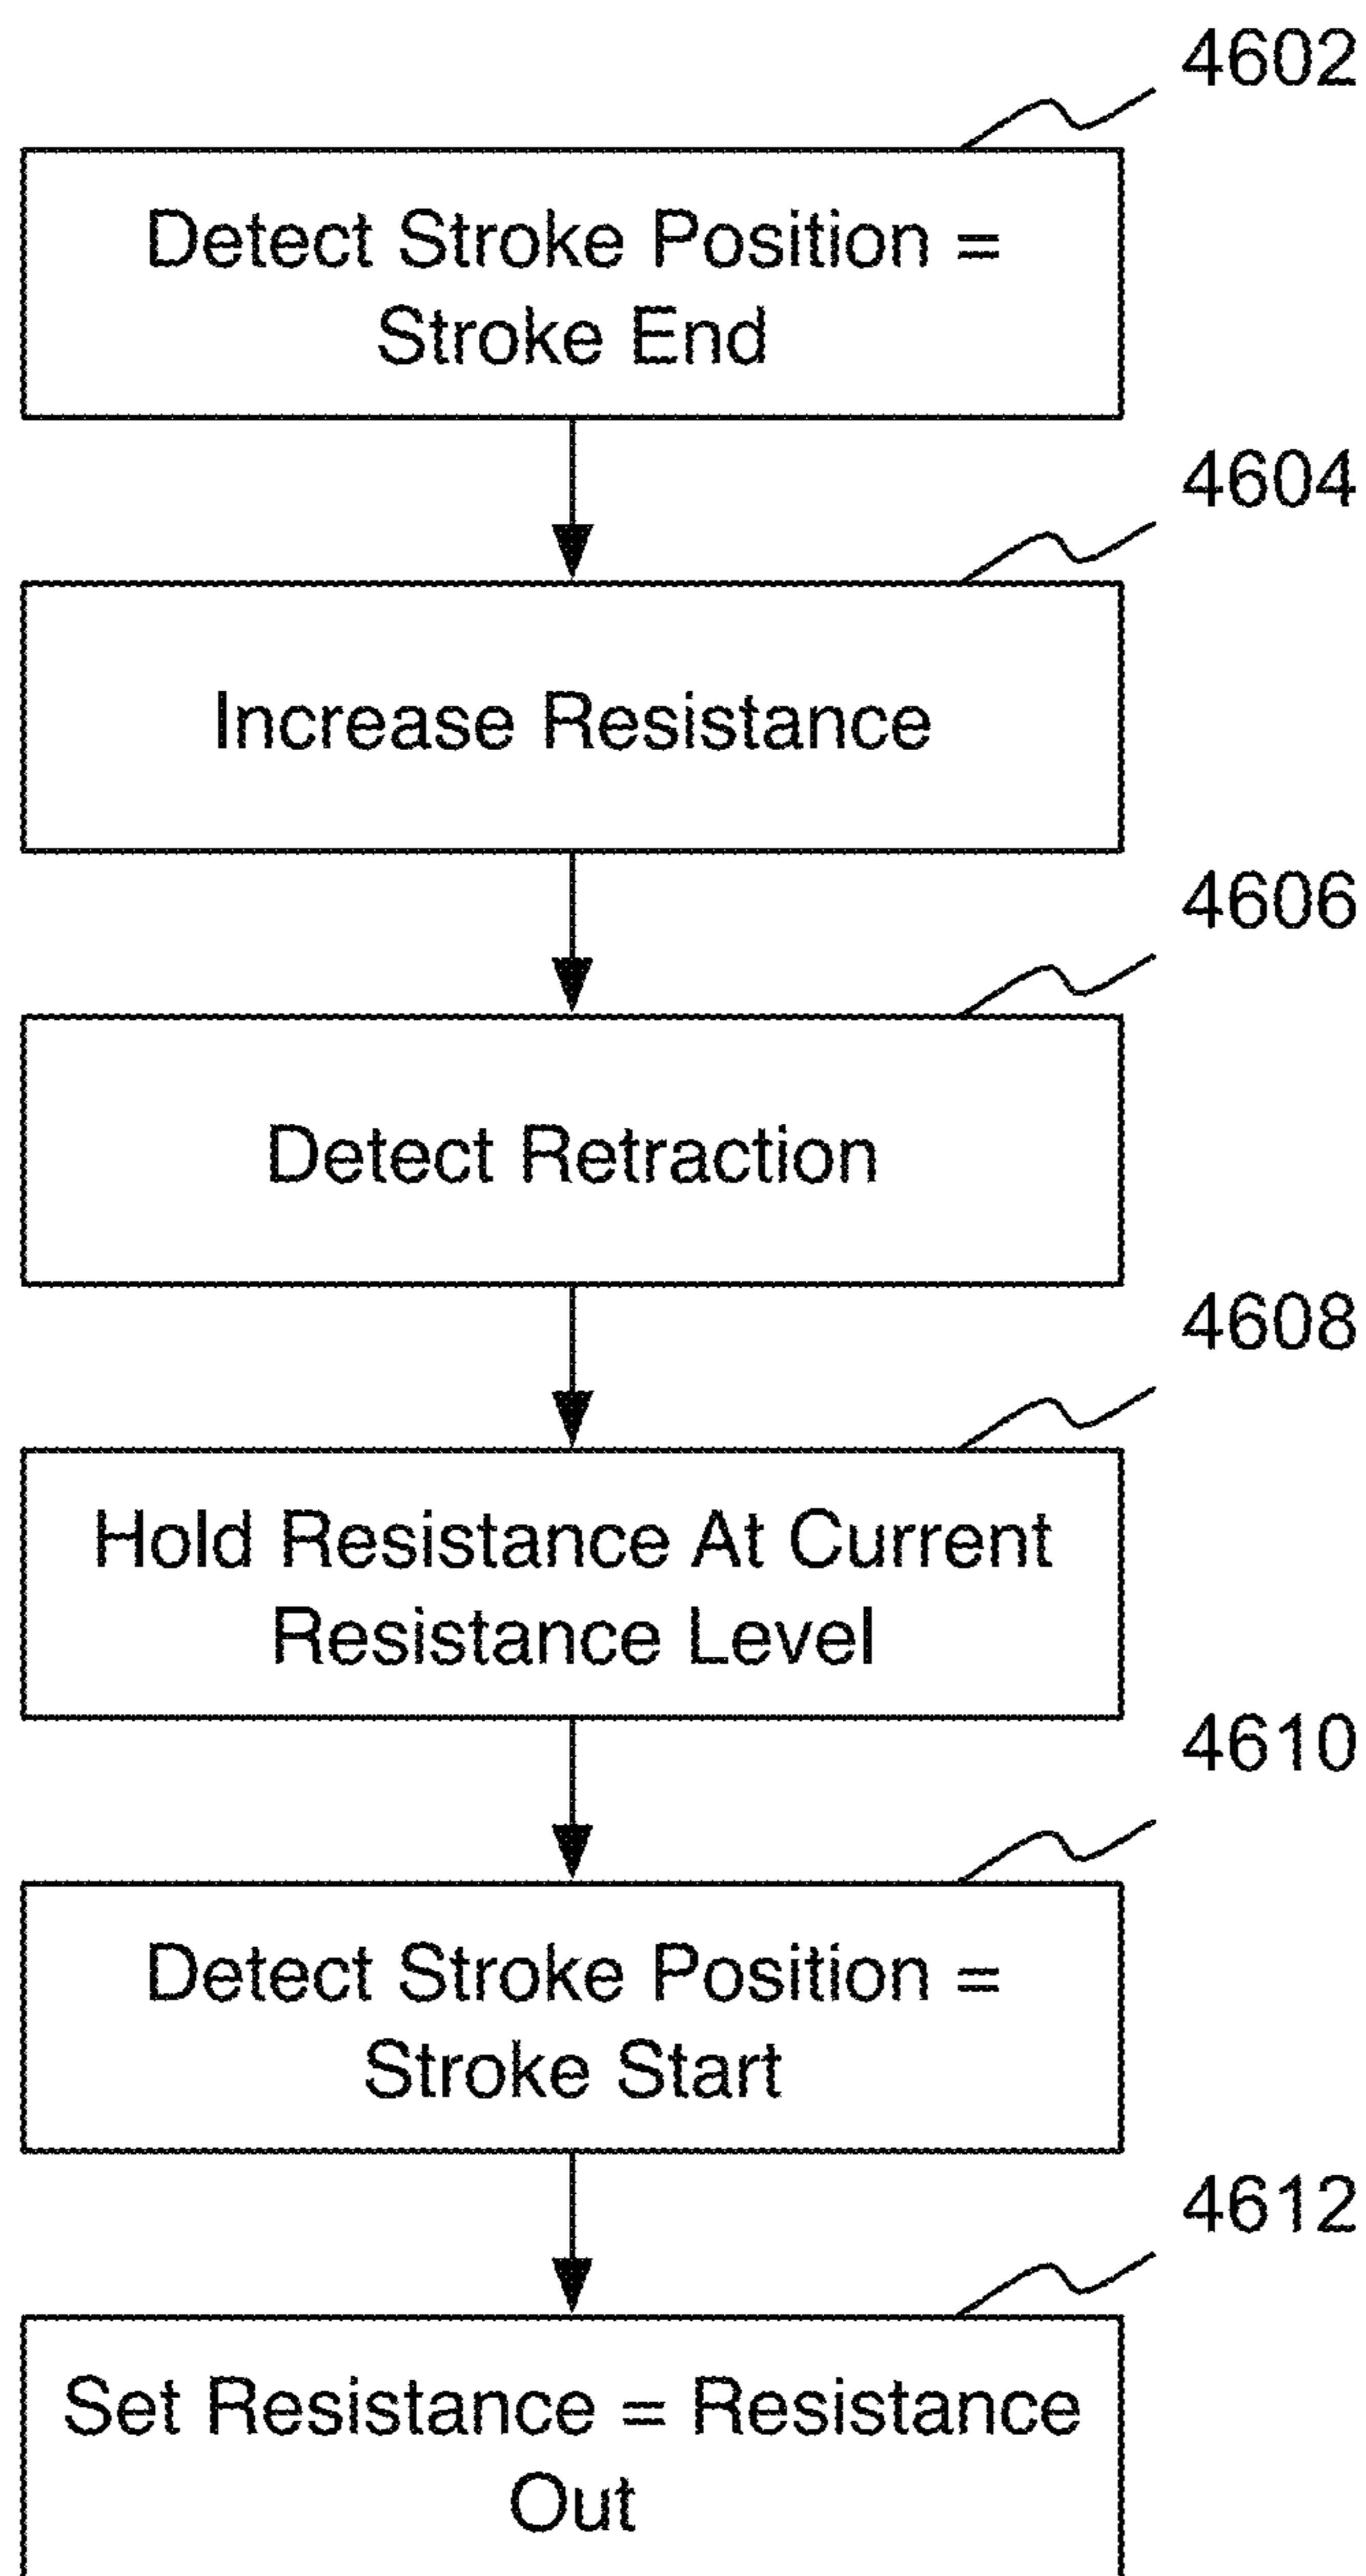 4602
Detect Stroke Position =
Stroke End
4604
Increase Resistance
4606
Detect Retraction
4608
Hold Resistance At Current
Resistance Level
4610
Detect Stroke Position =
Stroke Start
4612
Set Resistance = Resistance
Out